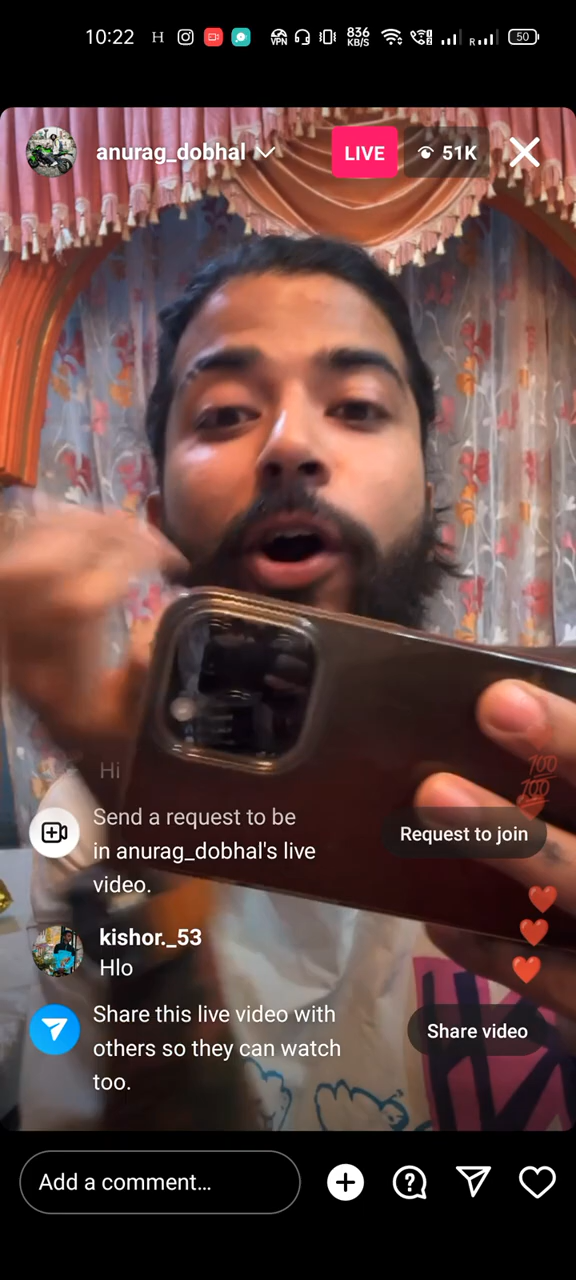 10:22 H VPN 836 KB/S R 50
anurag_dobhal LIVE 51K
Hi
Send a request to be
in anurag_dobhal's live
video.
Request to join
kishor._53
Hlo
Share this live video with
others so they can watch
too.
Share video
Add a comment...